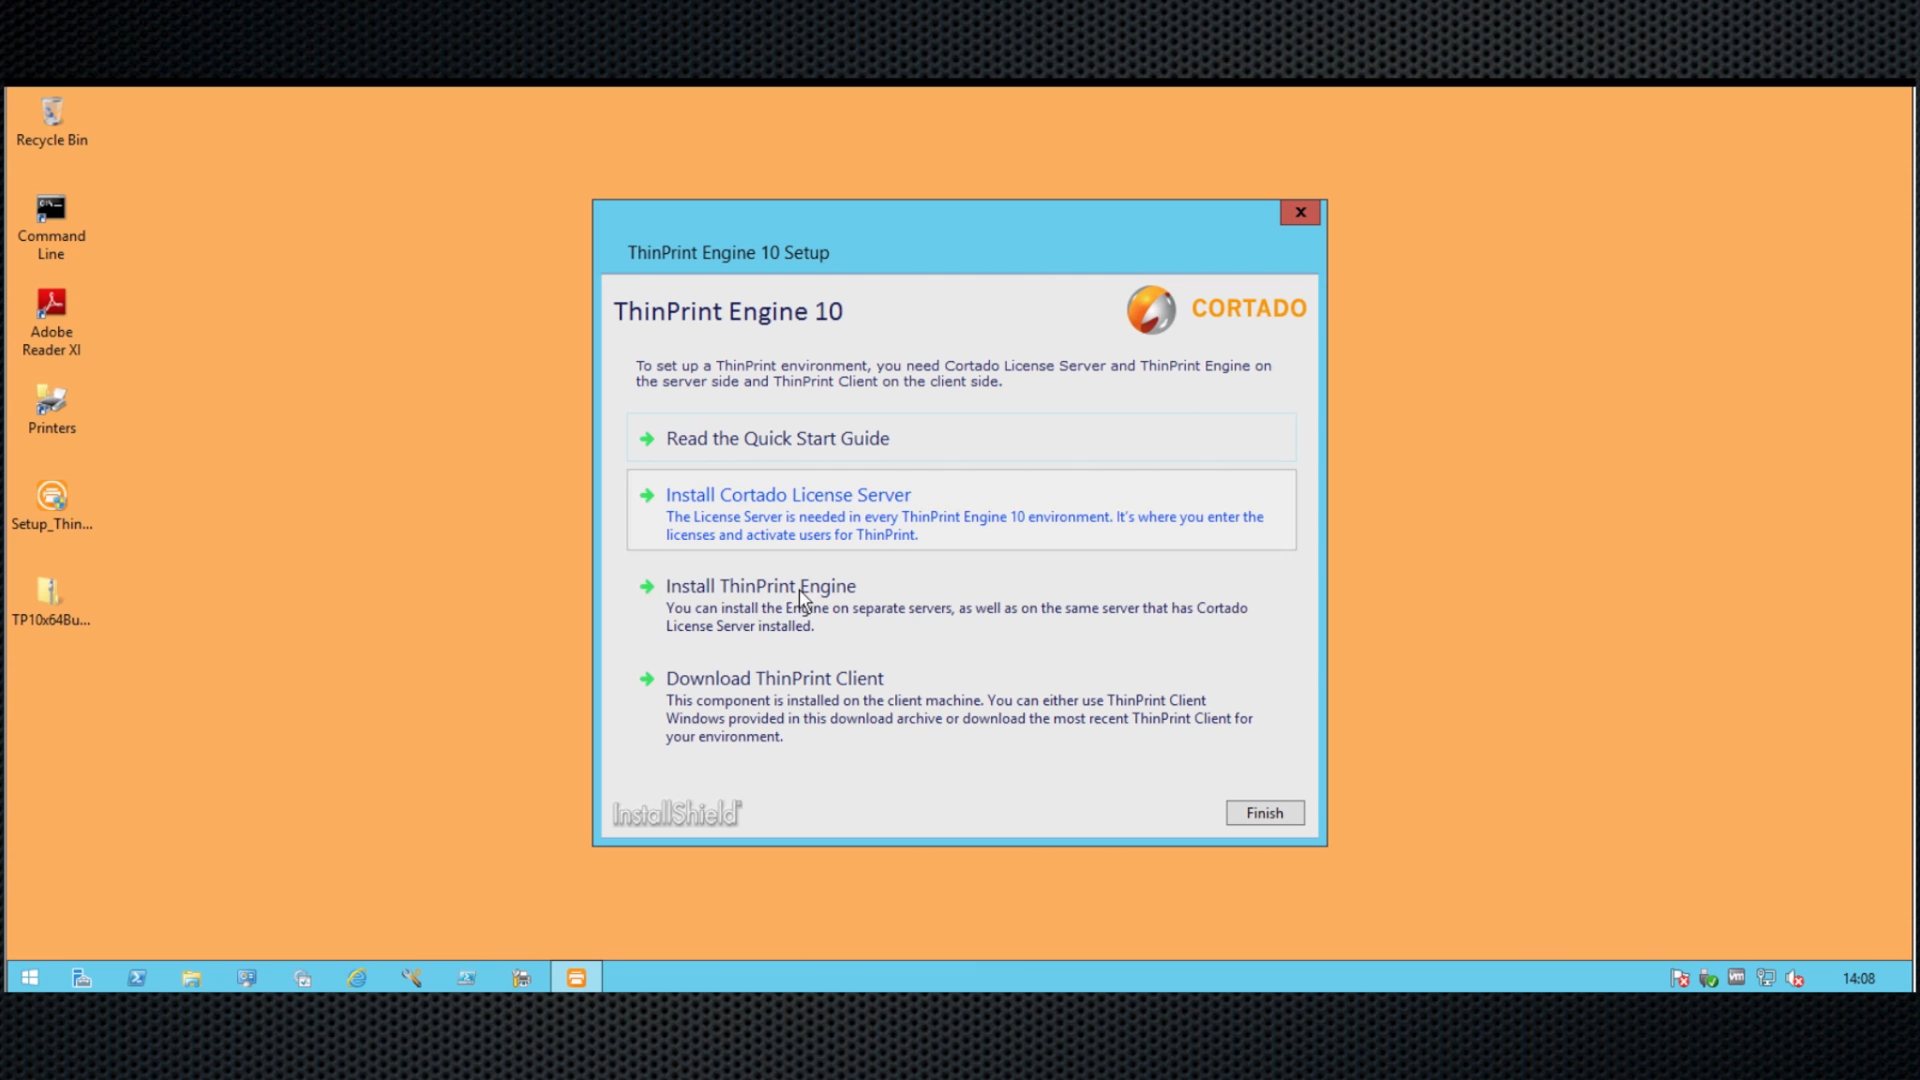 Recycle Bin
Command
Line
Adobe
Reader XI
Printers
Setup_Thin...
TP10x64Bu...
x
ThinPrint Engine 10 Setup
ThinPrint Engine 10
CORTADO
To set up a ThinPrint environment, you need Cortado License Server and ThinPrint Engine on
the server side and ThinPrint Client on the client side.
Read the Quick Start Guide
Install Cortado License Server
The License Server is needed in every ThinPrint Engine 10 environment. It's where you enter the
licenses and activate users for ThinPrint.
Install ThinPrint Engine
You can install the Engine on separate servers, as well as on the same server that has Cortado
License Server installed.
Download ThinPrint Client
This component is installed on the client machine. You can either use ThinPrint Client
Windows provided in this download archive or download the most recent ThinPrint Client for
your environment.
InstallShield
Finish
14:08